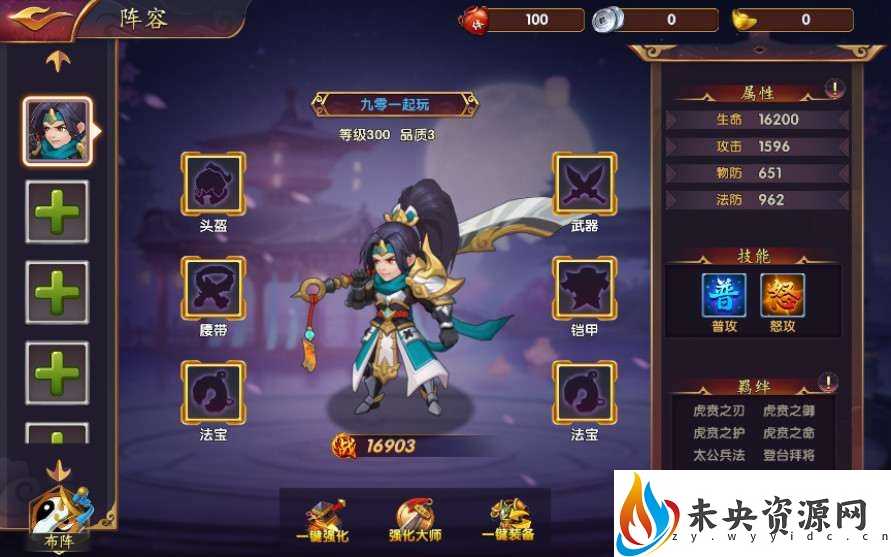 阵容
100
0
0
九零一起玩
等级300 品质3
头盔
武器
腰带
铠甲
法宝
法宝
战 16903
一键强化
强化大师
一键装备
布阵
属性
生命 16200
攻击 1596
物防 651
法防 962
技能
普 怒
普攻 怒攻
羁绊
虎贲之刃 虎贲之御
虎贲之护 虎贲之命
太公兵法 登台拜将
未央资源网
zy.wyyidc.cn